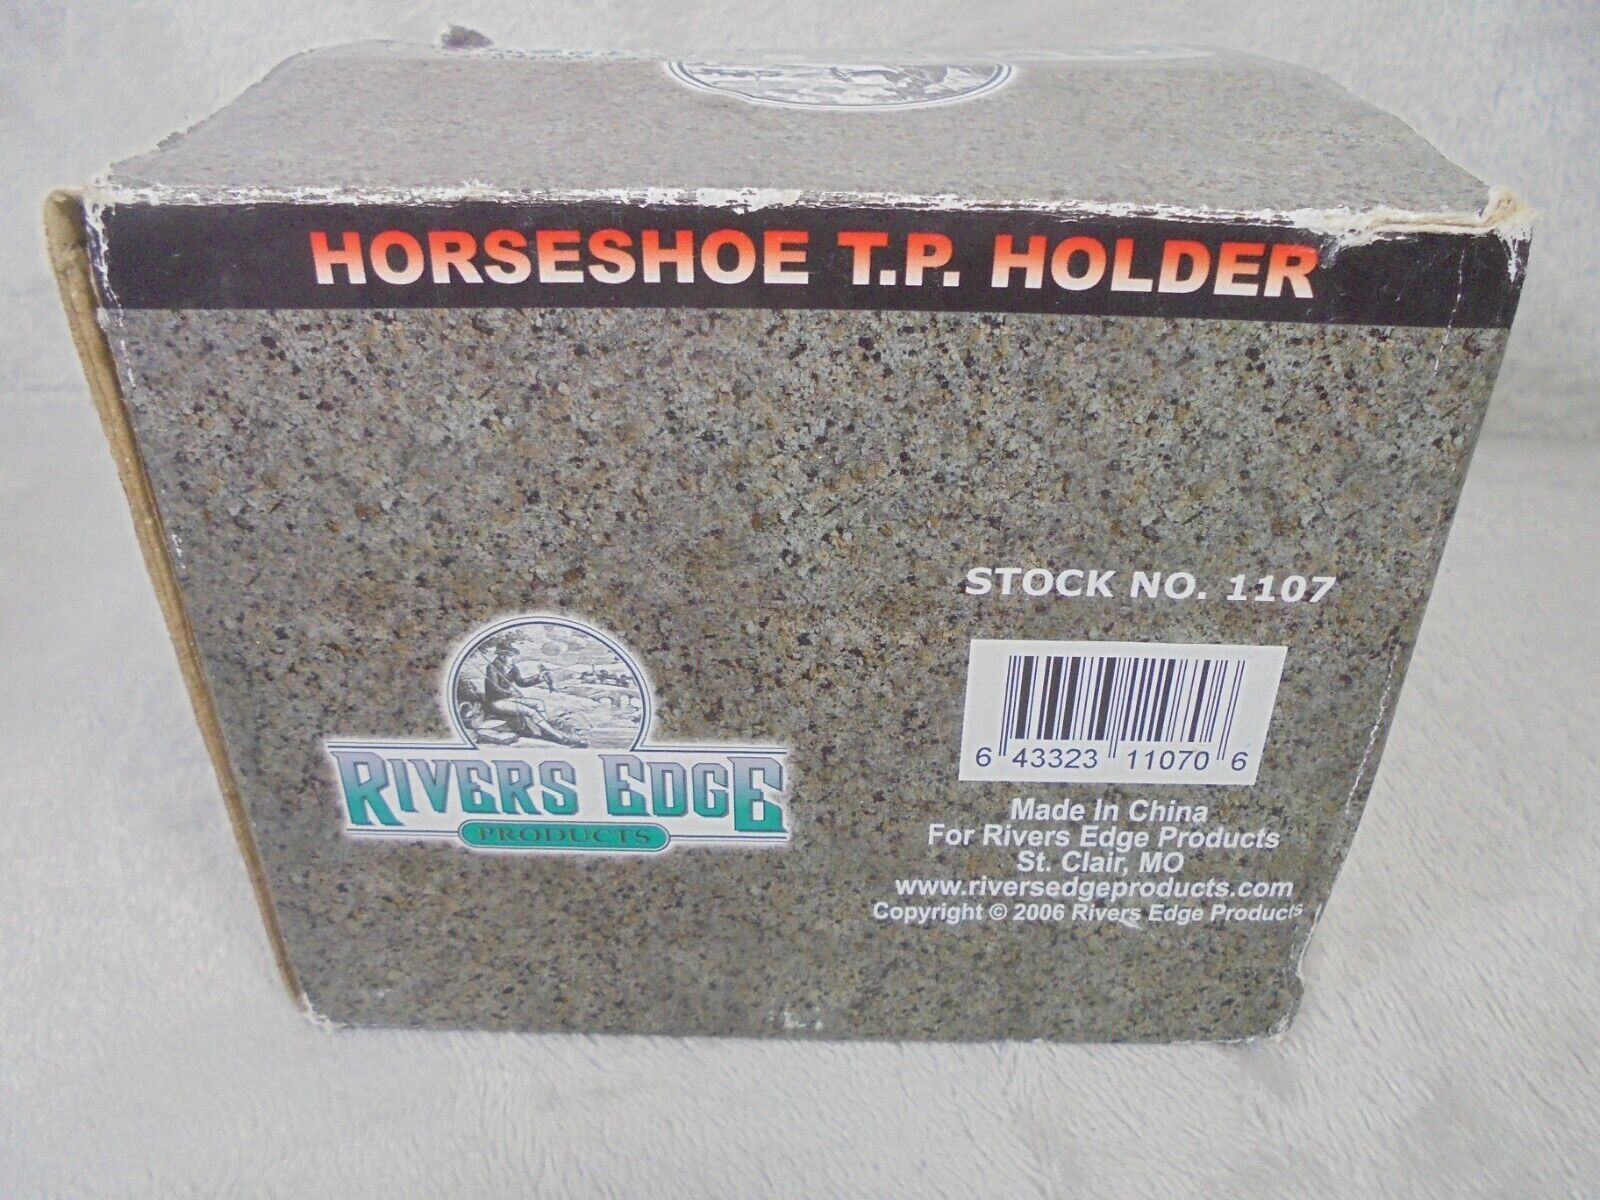 HORSESHOE T.P. HOLDER
STOCK NO. 1107
RIVERS EDGE
PRODUCTS
6 43323 11070 6
Made In China
For Rivers Edge Products
St. Clair, MO
www.riversedgeproducts.com
Copyright © 2006 Rivers Edge Products